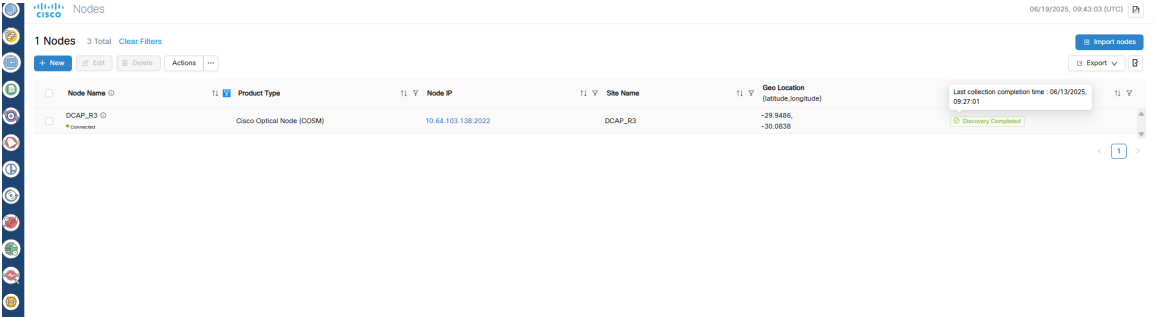 cisco Nodes
06/19/2025, 09:43:03 (UTC)
1 Nodes 3 Total Clear Filters
Import nodes
+ New Edit Delete Actions ...
Export
Node Name Product Type Node IP Site Name Geo Location
(latitude,longitude)
Last collection completion time : 06/13/2025,
09:27:01
DCAP_R3 Cisco Optical Node (COSM) 10.64.103.138:2022 DCAP_R3 -29.9486,
-30.0838
Connected
Discovery Completed
< 1 >